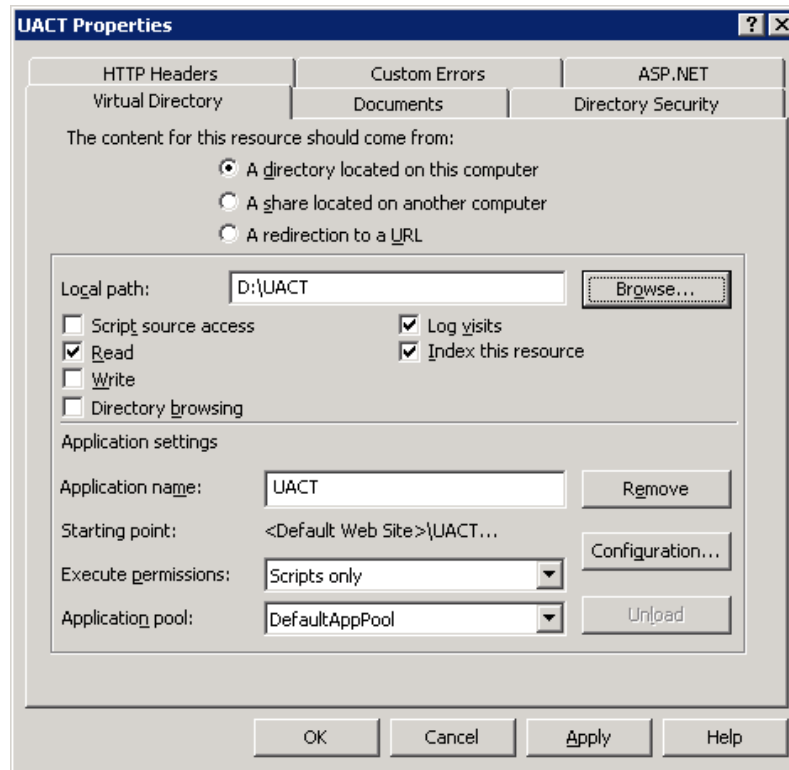 UACT Properties
HTTP Headers Custom Errors ASP.NET
Virtual Directory Documents Directory Security
The content for this resource should come from:
A directory located on this computer
A share located on another computer
A redirection to a URL
Local path: D:\UACT Browse...
Script source access Log visits
Read Index this resource
Write
Directory browsing
Application settings
Application name: UACT Remove
Starting point: <Default Web Site>\UACT...
Configuration...
Execute permissions: Scripts only
Application pool: DefaultAppPool Unload
OK Cancel Apply Help